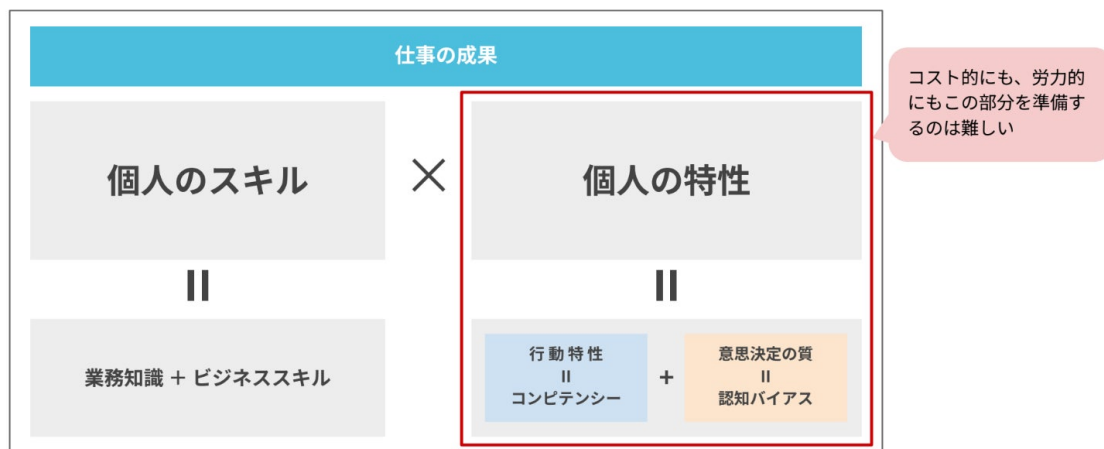 仕事の成果
コスト的にも、労力的
にもこの部分を準備す
るのは難しい
個人のスキル
×
個人の特性
=
=
業務知識 + ビジネススキル
行動特性
=
コンピテンシー
+
意思決定の質
=
認知バイアス